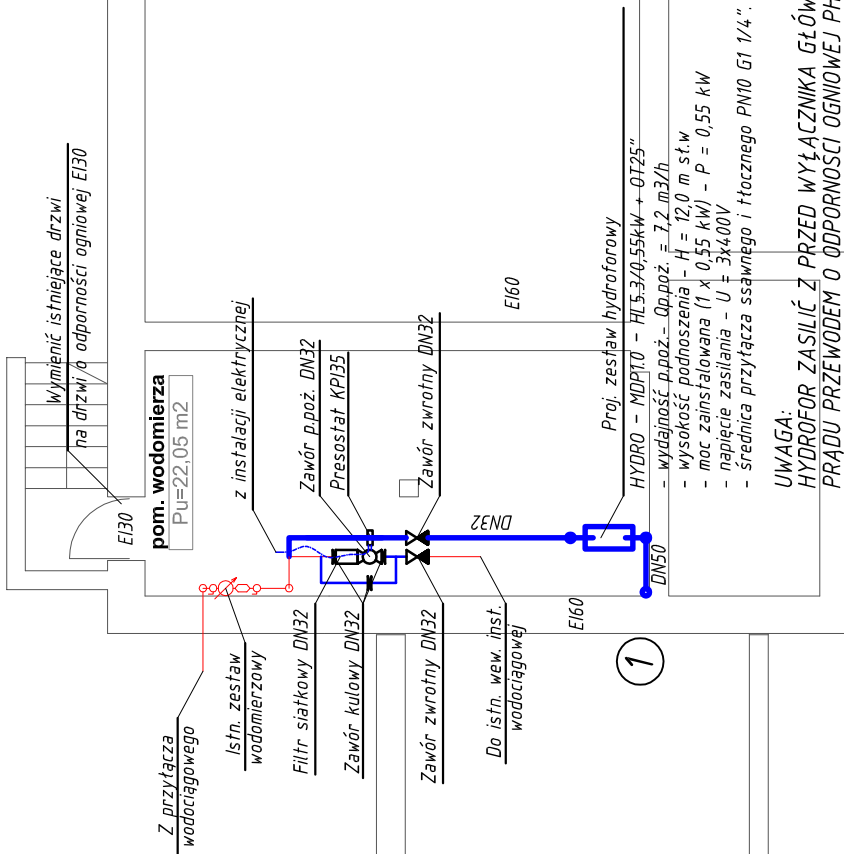 Wymienić istniejące drzwi
na drzwi o odporności ogniowej EI30
EI30
pom. wodomierza
Pu=22,05 m2
z instalacji elektrycznej
Zawór p.poż. DN32
Presostat KPI35
Zawór zwrotny DN32
EI60
Proj. zestaw hydroforowy
HYDRO - MDP1.0 - HL5.3/0,55kW + OT25"
- wydajność p.poż.- Qp.poż. = 7,2 m3/h
- wysokość podnoszenia - H = 12,0 m sł.w
- moc zainstalowana (1 x 0,55 kW) - P = 0,55 kW
- napięcie zasilania - U = 3x400V
- średnica przyłącza ssawnego i tłocznego PN10 G1 1/4".
UWAGA:
HYDROFOR ZASILIĆ Z PRZED WYŁĄCZNIKA GŁÓW
PRĄDU PRZEWODEM O ODPORNOŚCI OGNIOWEJ PH
DN32
DN50
Z przyłącza
wodociągowego
Istn. zestaw
wodomierzowy
Filtr siatkowy DN32
Zawór kulowy DN32
Zawór zwrotny DN32
Do istn. wew. inst.
wodociągowej
EI60
1